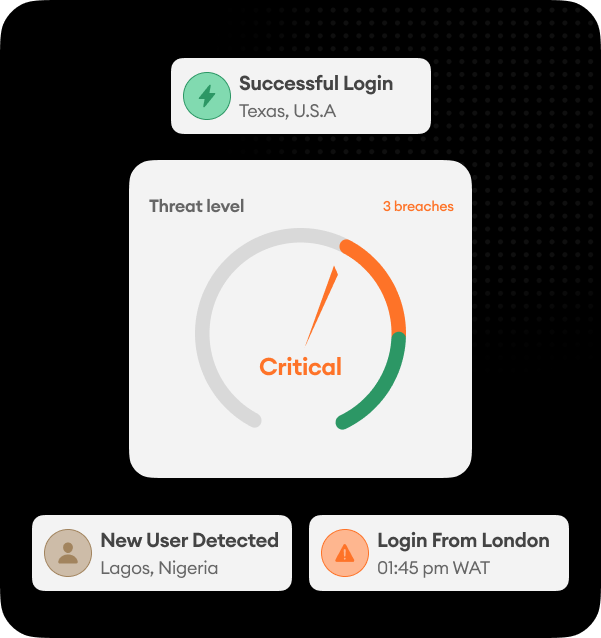 Successful Login
Texas, U.S.A
Threat level
3 breaches
Critical
New User Detected
Lagos, Nigeria
Login From London
01:45 pm WAT